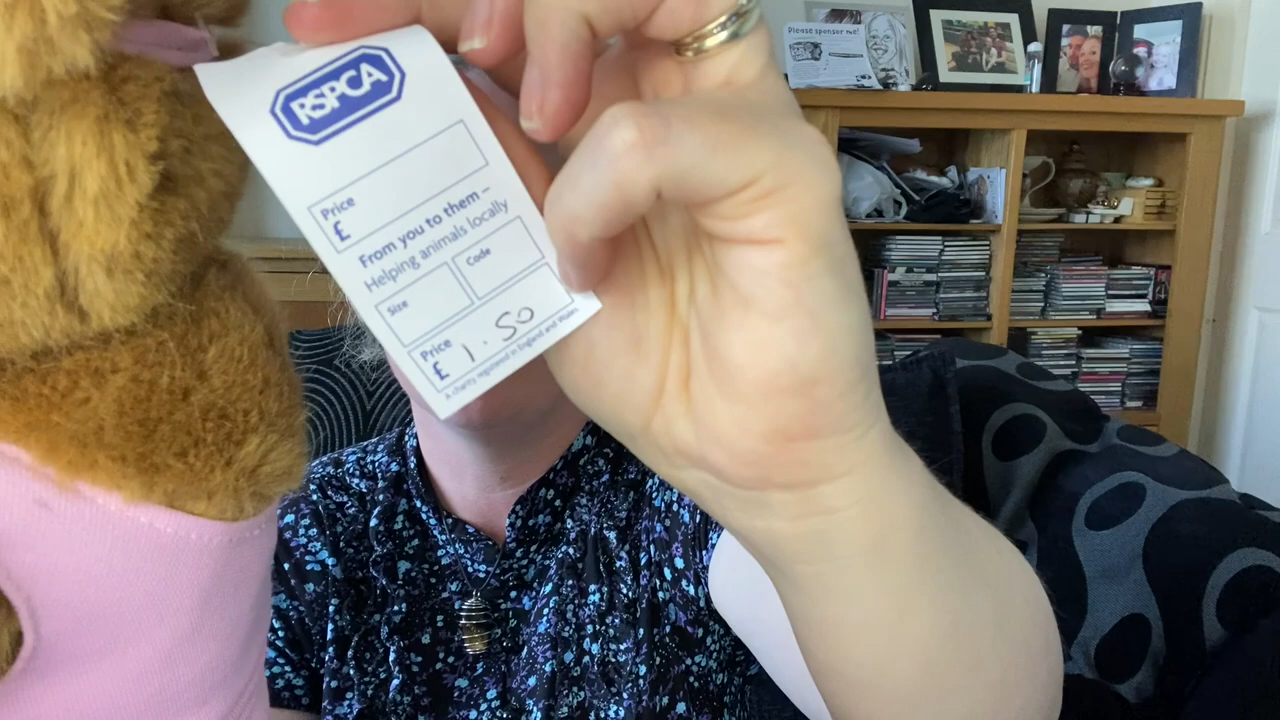 RSPCA
Price
£
From you to them –
Helping animals locally
Size
Code
Price
£ 1.50
A charity registered in England and Wales
Please sponsor me!